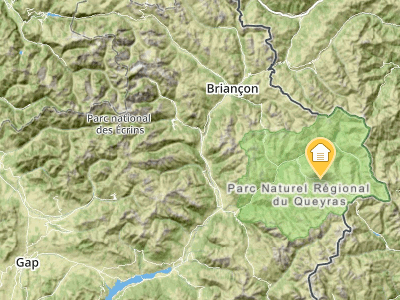 Briançon
Parc national
des Écrins
Parc Naturel Régional
du Queyras
Gap